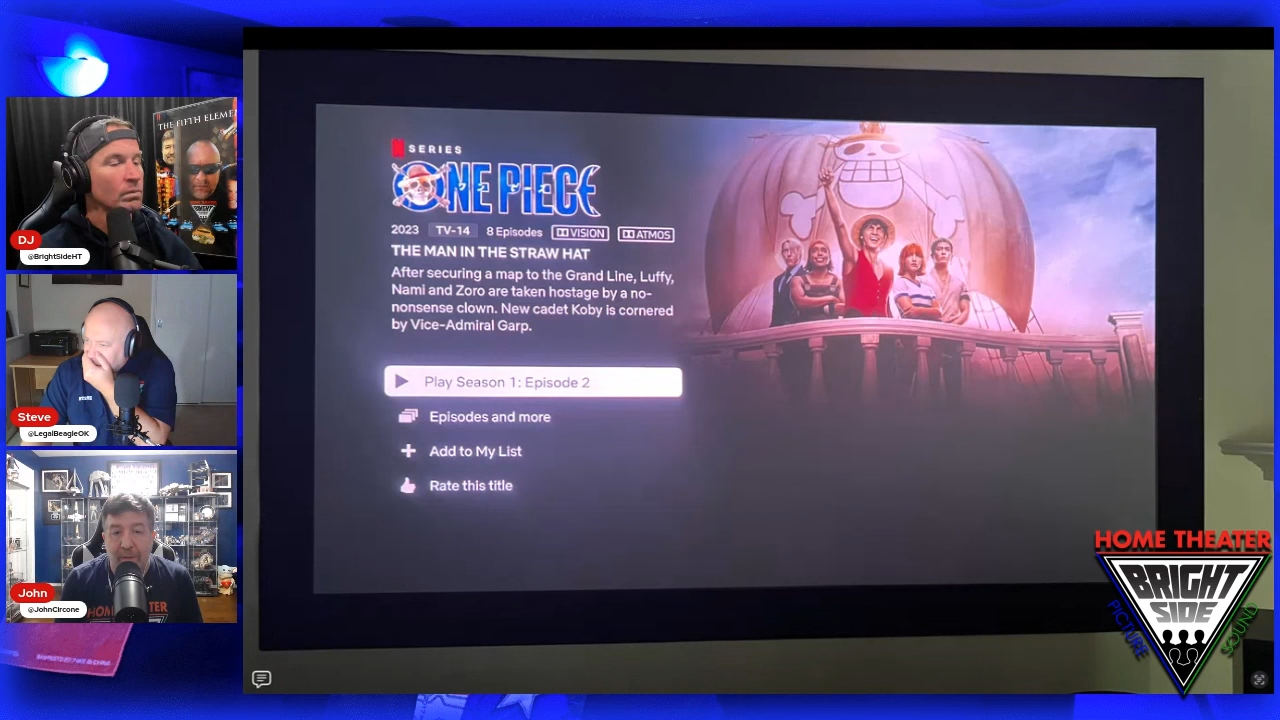 THE FIFTH ELEMEN
DJ
@BrightSideHT
Steve
@LegalBeagleOK
John
@JohnCircone
HOME THEATER
SERIES
ONE PIECE
2023 TV-14 8 Episodes VISION ATMOS
THE MAN IN THE STRAW HAT
After securing a map to the Grand Line, Luffy,
Nami and Zoro are taken hostage by a no-
nonsense clown. New cadet Koby is cornered
by Vice-Admiral Garp.
Play Season 1: Episode 2
Episodes and more
Add to My List
Rate this title
HOME THEATER
BRIGHT
SIDE
PICTURE
SOUND